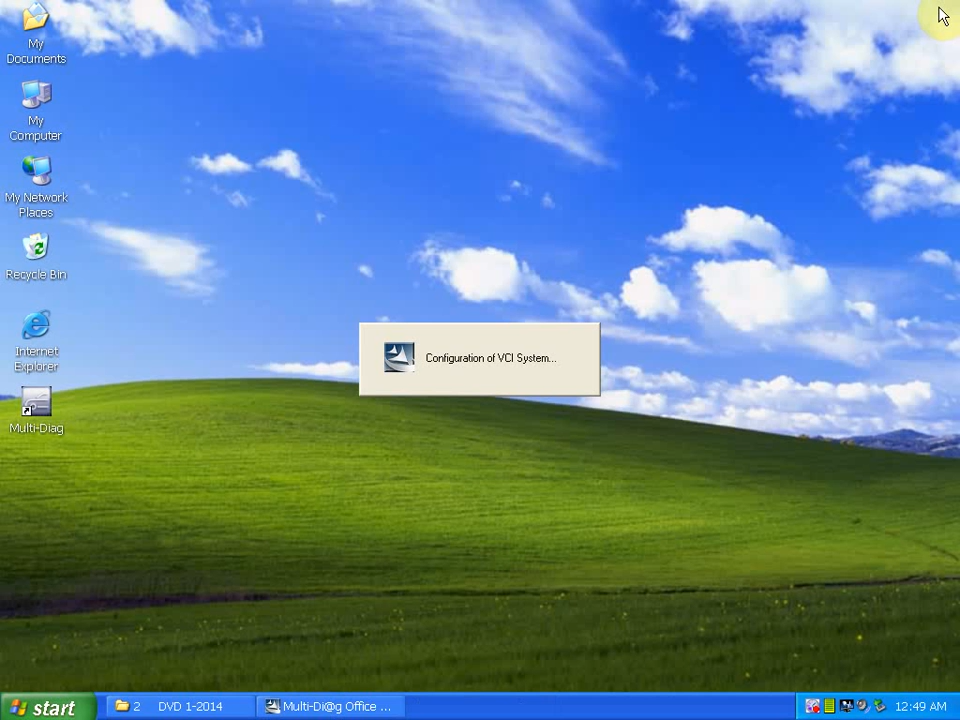 My
Documents
My
Computer
My Network
Places
Recycle Bin
Internet
Explorer
Multi-Diag
Configuration of VCI System...
start
2 DVD 1-2014
Multi-Di@g Office ...
12:49 AM